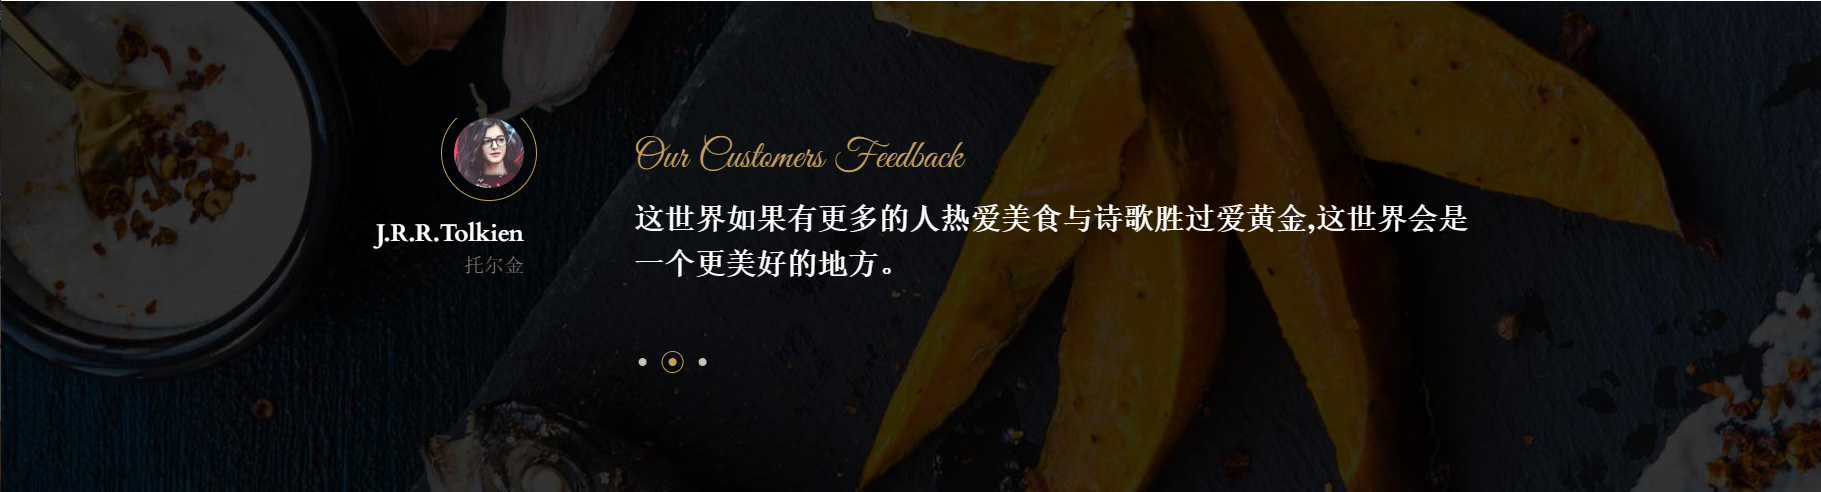 J.R.R.Tolkien
托尔金
Our Customers Feedback
这世界如果有更多的人热爱美食与诗歌胜过爱黄金,这世界会是
一个更美好的地方。